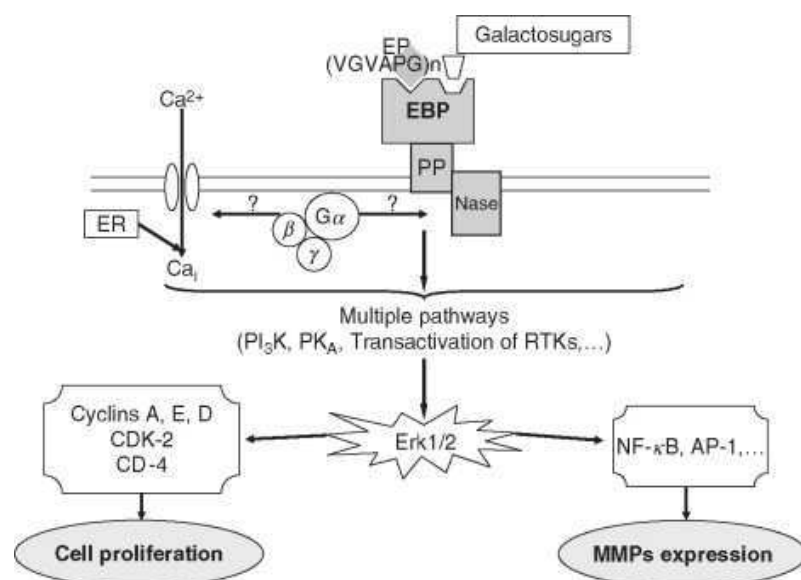 EP
Galactosugars
(VGVAPG)n
Ca²⁺
EBP
PP
Nase
? Gα ?
β
γ
ER
Caᵢ
Multiple pathways
(PI₃K, PKₐ, Transactivation of RTKs,...)
Cyclins A, E, D
CDK-2
CD-4
Erk1/2
NF-κB, AP-1,...
Cell proliferation
MMPs expression